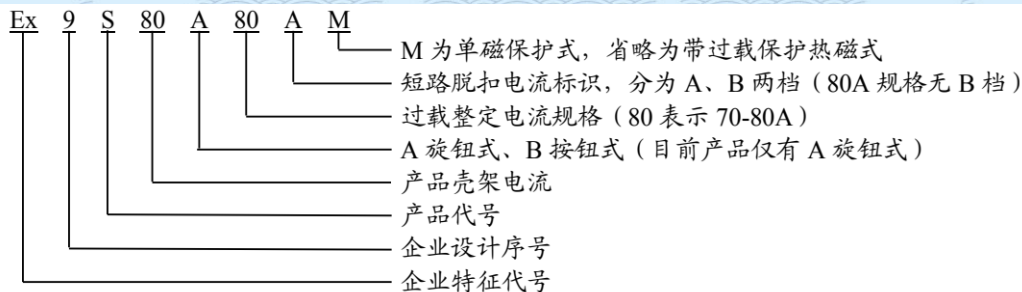 Ex 9 S 80 A 80 A M
M 为单磁保护式，省略为带过载保护热磁式
短路脱扣电流标识，分为 A、B 两档（80A 规格无 B 档）
过载整定电流规格（80 表示 70-80A）
A 旋钮式、B 按钮式（目前产品仅有 A 旋钮式）
产品壳架电流
产品代号
企业设计序号
企业特征代号